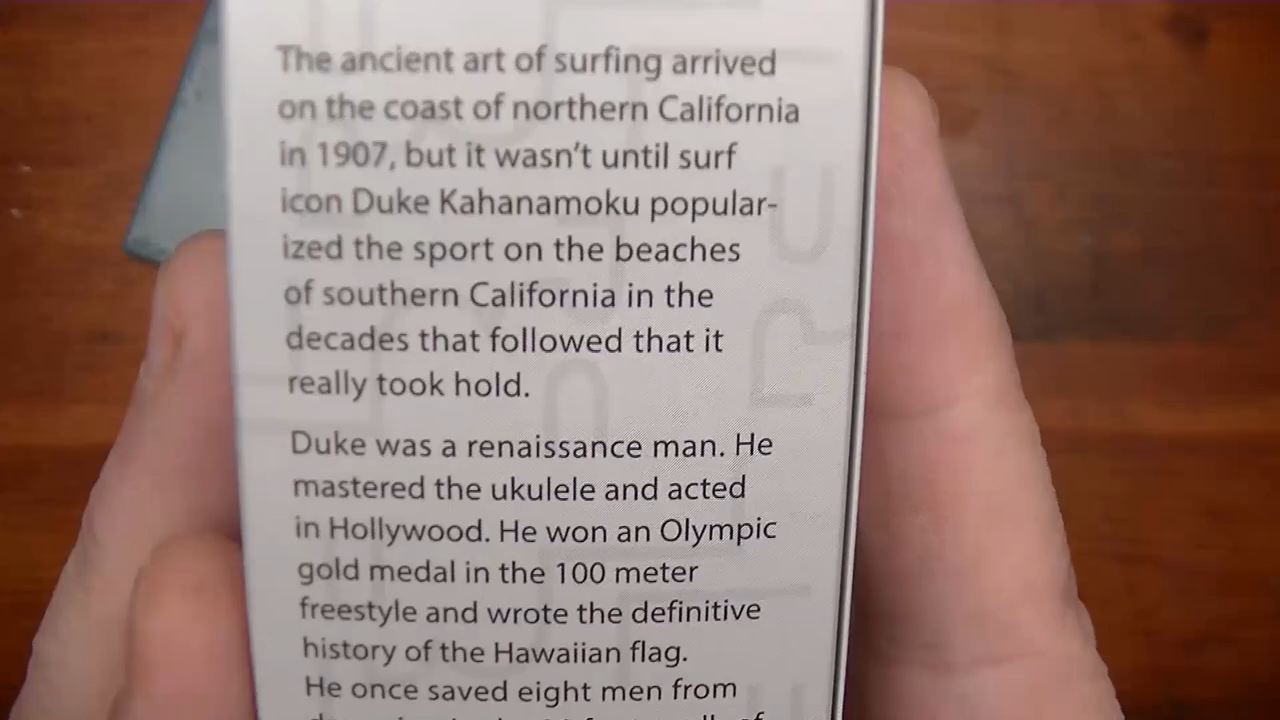 The ancient art of surfing arrived
on the coast of northern California
in 1907, but it wasn't until surf
icon Duke Kahanamoku popular-
ized the sport on the beaches
of southern California in the
decades that followed that it
really took hold.
Duke was a renaissance man. He
mastered the ukulele and acted
in Hollywood. He won an Olympic
gold medal in the 100 meter
freestyle and wrote the definitive
history of the Hawaiian flag.
He once saved eight men from